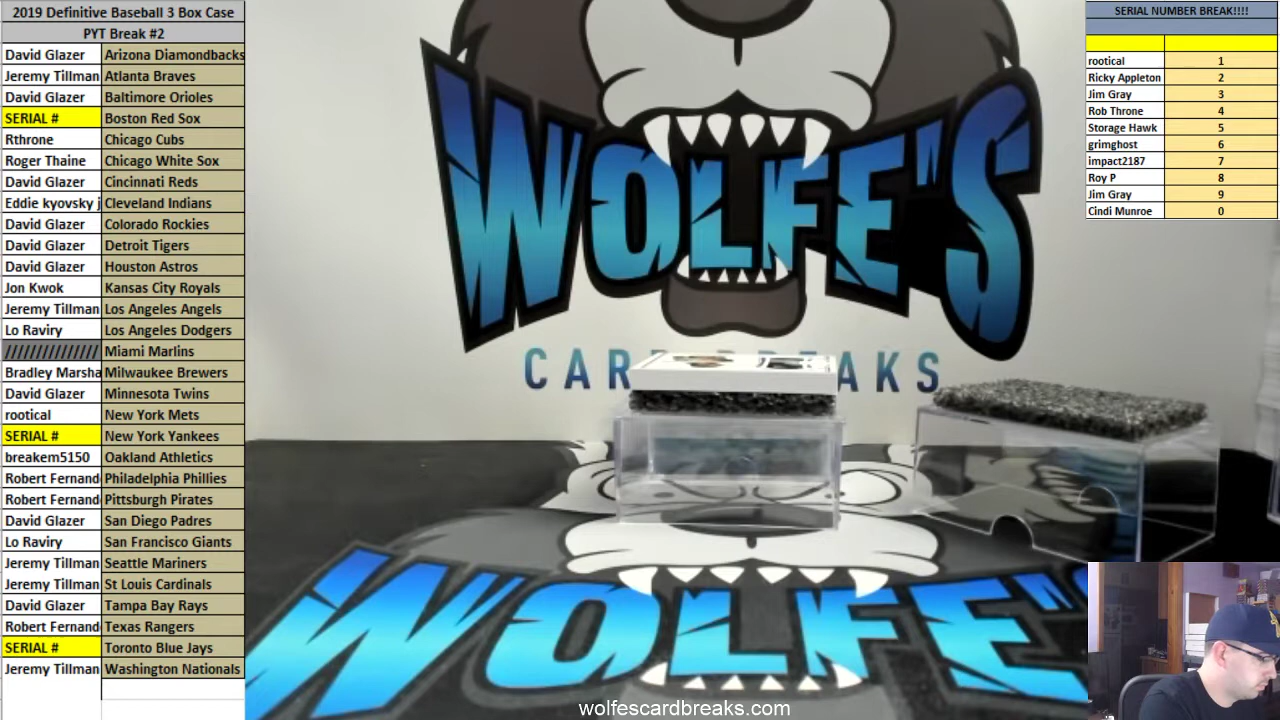 2019 Definitive Baseball 3 Box Case
PYT Break #2
David Glazer Arizona Diamondbacks
Jeremy Tillman Atlanta Braves
David Glazer Baltimore Orioles
SERIAL # Boston Red Sox
Rthrone Chicago Cubs
Roger Thaine Chicago White Sox
David Glazer Cincinnati Reds
Eddie kyovsky j Cleveland Indians
David Glazer Colorado Rockies
David Glazer Detroit Tigers
David Glazer Houston Astros
Jon Kwok Kansas City Royals
Jeremy Tillman Los Angeles Angels
Lo Raviry Los Angeles Dodgers
/////////////// Miami Marlins
Bradley Marsha Milwaukee Brewers
David Glazer Minnesota Twins
rootical New York Mets
SERIAL # New York Yankees
breakem5150 Oakland Athletics
Robert Fernand Philadelphia Phillies
Robert Fernand Pittsburgh Pirates
David Glazer San Diego Padres
Lo Raviry San Francisco Giants
Jeremy Tillman Seattle Mariners
Jeremy Tillman St Louis Cardinals
David Glazer Tampa Bay Rays
Robert Fernand Texas Rangers
SERIAL # Toronto Blue Jays
Jeremy Tillman Washington Nationals
WOLFE'S
CARD BREAKS
WOLFE'
wolfescardbreaks.com
SERIAL NUMBER BREAK!!!!
rootical 1
Ricky Appleton 2
Jim Gray 3
Rob Throne 4
Storage Hawk 5
grimghost 6
impact2187 7
Roy P 8
Jim Gray 9
Cindi Munroe 0